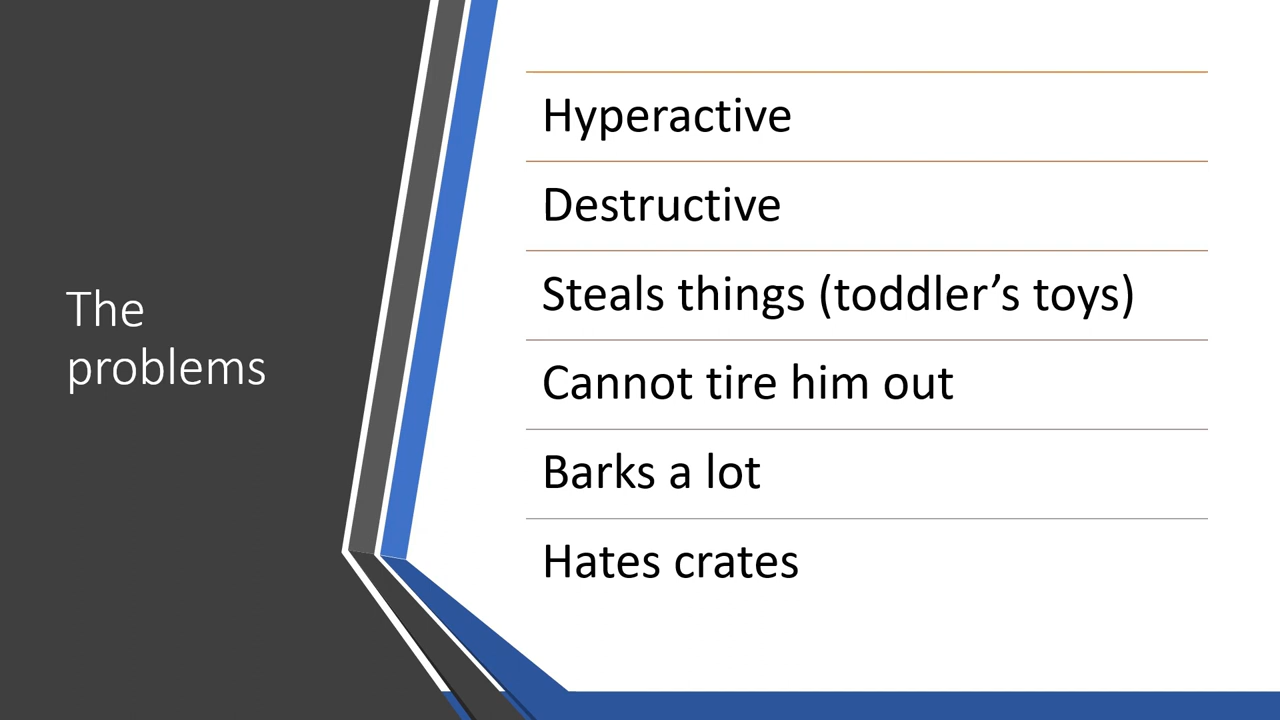 The
problems
Hyperactive
Destructive
Steals things (toddler’s toys)
Cannot tire him out
Barks a lot
Hates crates